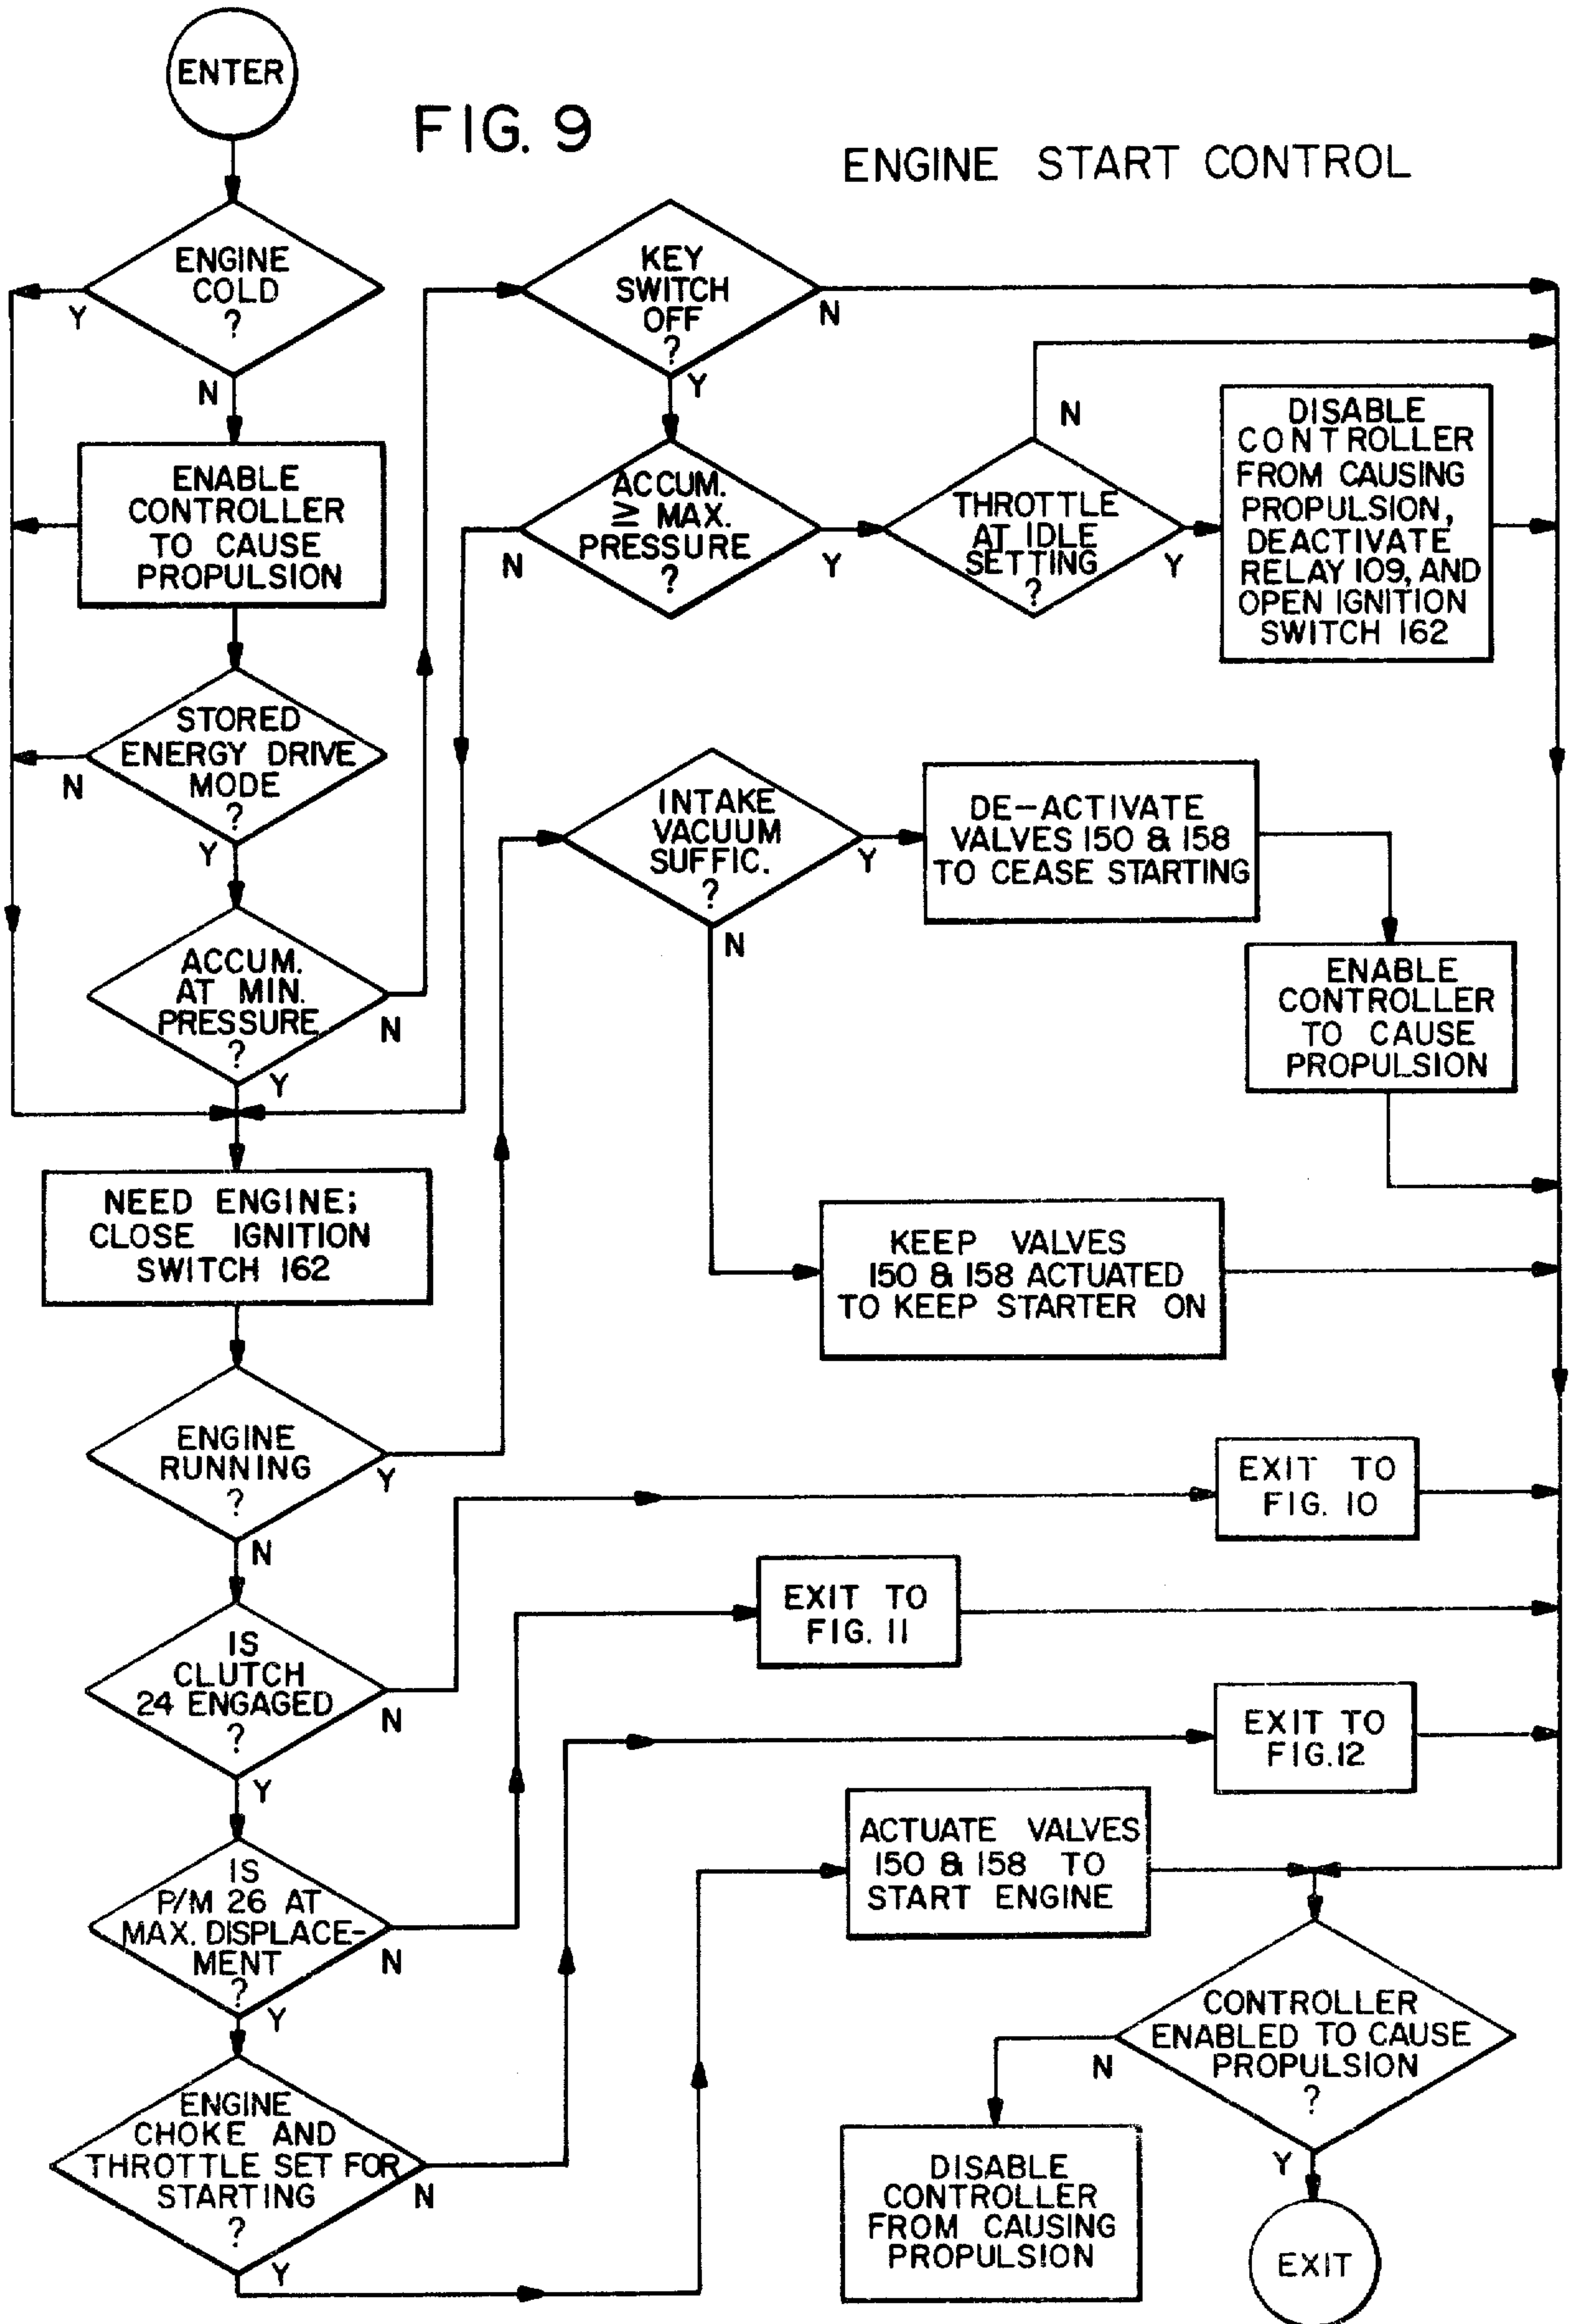 ENTER
FIG. 9
ENGINE START CONTROL
ENGINE
COLD
?
Y
N
ENABLE
CONTROLLER
TO CAUSE
PROPULSION
STORED
ENERGY DRIVE
MODE
?
N
Y
ACCUM.
AT MIN.
PRESSURE
?
N
Y
NEED ENGINE;
CLOSE IGNITION
SWITCH 162
ENGINE
RUNNING
?
Y
N
IS
CLUTCH
24 ENGAGED
?
N
Y
IS
P/M 26 AT
MAX. DISPLACE-
MENT
?
N
Y
ENGINE
CHOKE AND
THROTTLE SET FOR
STARTING
?
N
Y
KEY
SWITCH
OFF
?
N
Y
ACCUM.
≥ MAX.
PRESSURE
?
N
Y
THROTTLE
AT IDLE
SETTING
?
N
Y
DISABLE
CONTROLLER
FROM CAUSING
PROPULSION,
DEACTIVATE
RELAY 109, AND
OPEN IGNITION
SWITCH 162
INTAKE
VACUUM
SUFFIC.
?
Y
N
DE-ACTIVATE
VALVES 150 & 158
TO CEASE STARTING
ENABLE
CONTROLLER
TO CAUSE
PROPULSION
KEEP VALVES
150 & 158 ACTUATED
TO KEEP STARTER ON
EXIT TO
FIG. 10
EXIT TO
FIG. 11
EXIT TO
FIG.12
ACTUATE VALVES
150 & 158 TO
START ENGINE
CONTROLLER
ENABLED TO CAUSE
PROPULSION
?
N
Y
DISABLE
CONTROLLER
FROM CAUSING
PROPULSION
EXIT